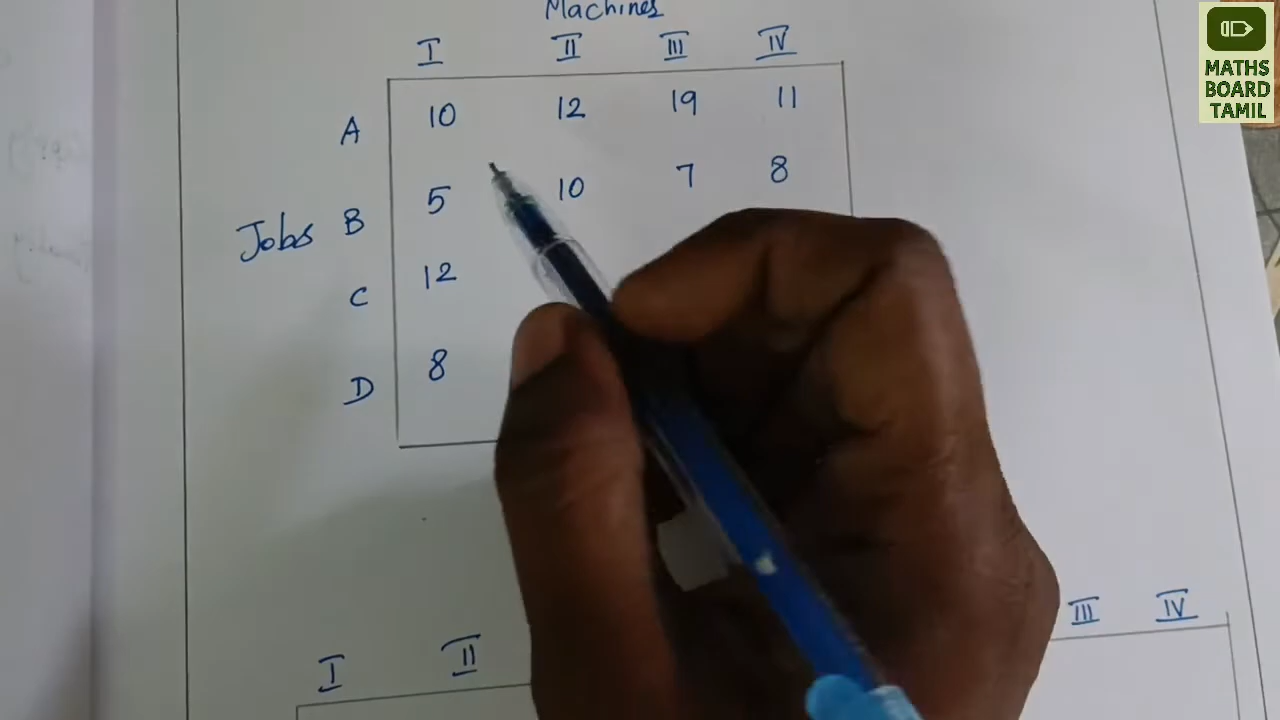 MATHS
BOARD
TAMIL
Machines
I II III IV
A 10 12 19 11
B 5 10 7 8
Jobs
C 12
D 8
I II III IV